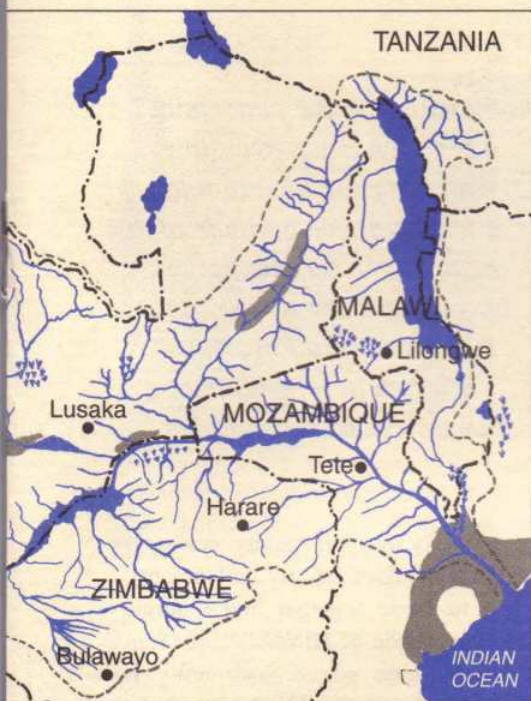 TANZANIA
MALAWI
Lilongwe
Lusaka
MOZAMBIQUE
Tete
Harare
ZIMBABWE
Bulawayo
INDIAN
OCEAN